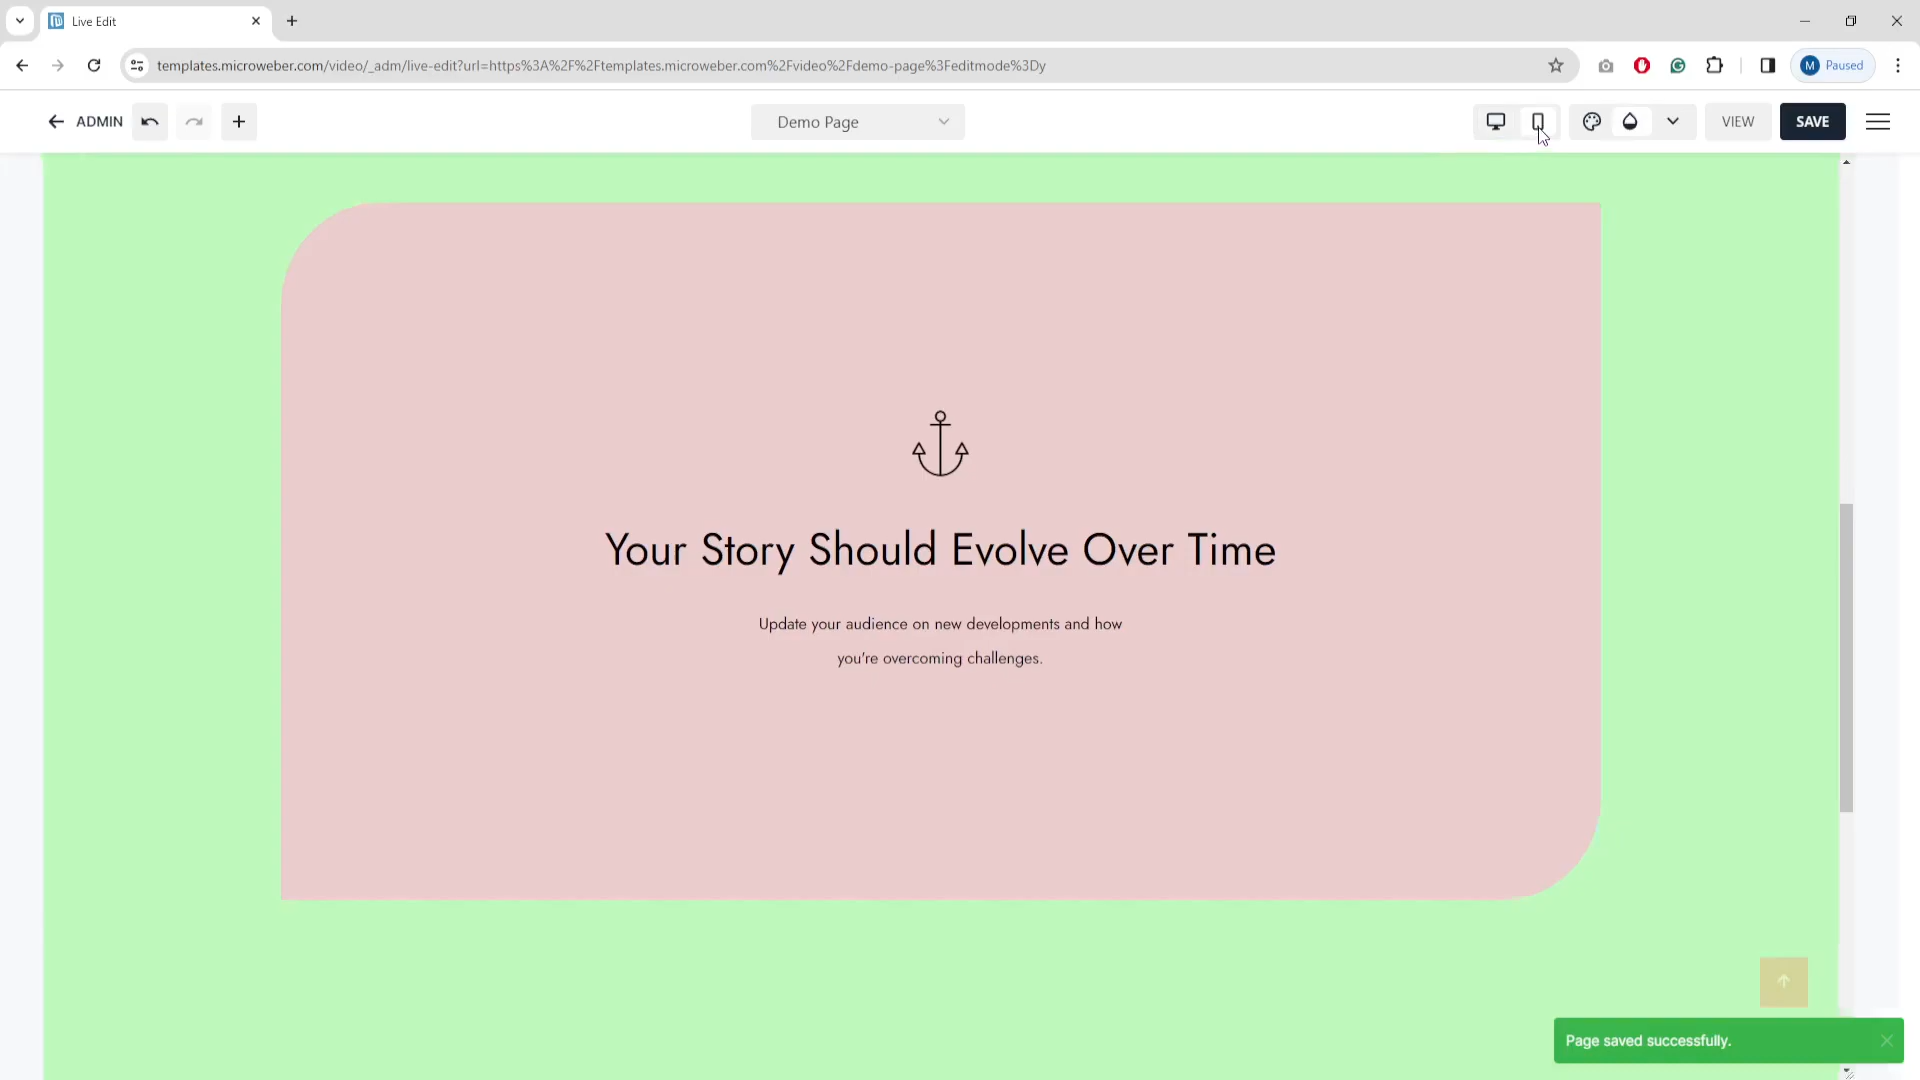 Live Edit
templates.microweber.com/video/_adm/live-edit?url=https%3A%2F%2Ftemplates.microweber.com%2Fvideo%2Fdemo-page%3Feditmode%3Dy
M Paused
ADMIN
Demo Page
VIEW
SAVE
Your Story Should Evolve Over Time
Update your audience on new developments and how
you're overcoming challenges.
Page saved successfully.